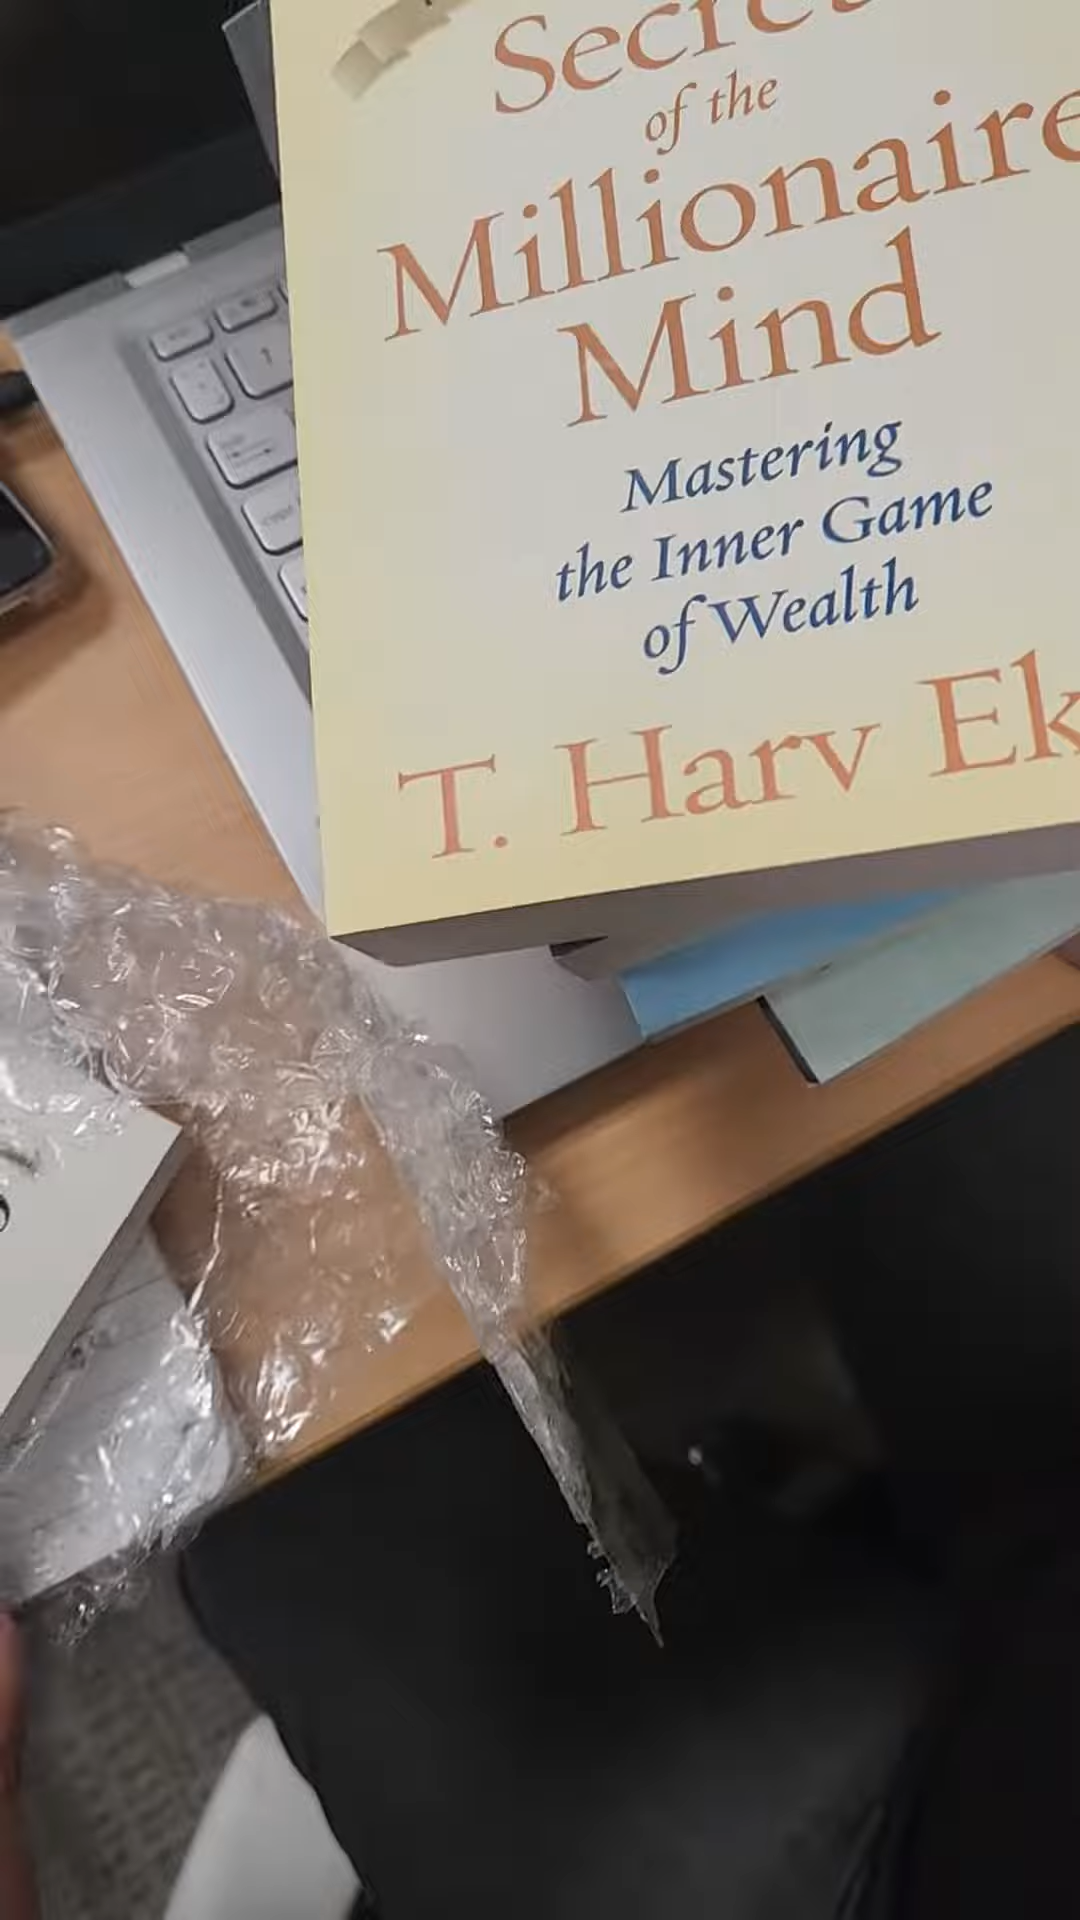 of the
Millionaire
Mind
Mastering
the Inner Game
of Wealth
T. Harv Ek